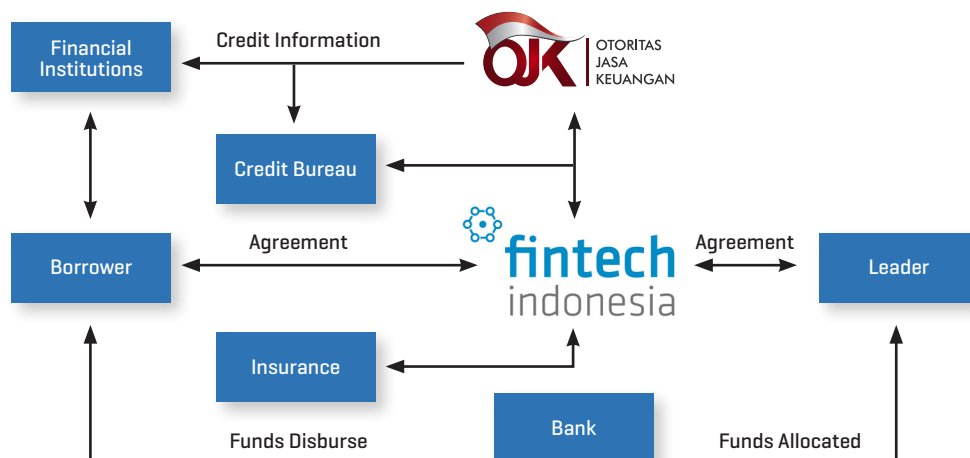 Financial
Institutions
Credit Information
OJK
OTORITAS
JASA
KEUANGAN
Credit Bureau
Borrower
Agreement
fintech
indonesia
Agreement
Leader
Insurance
Bank
Funds Disburse
Funds Allocated